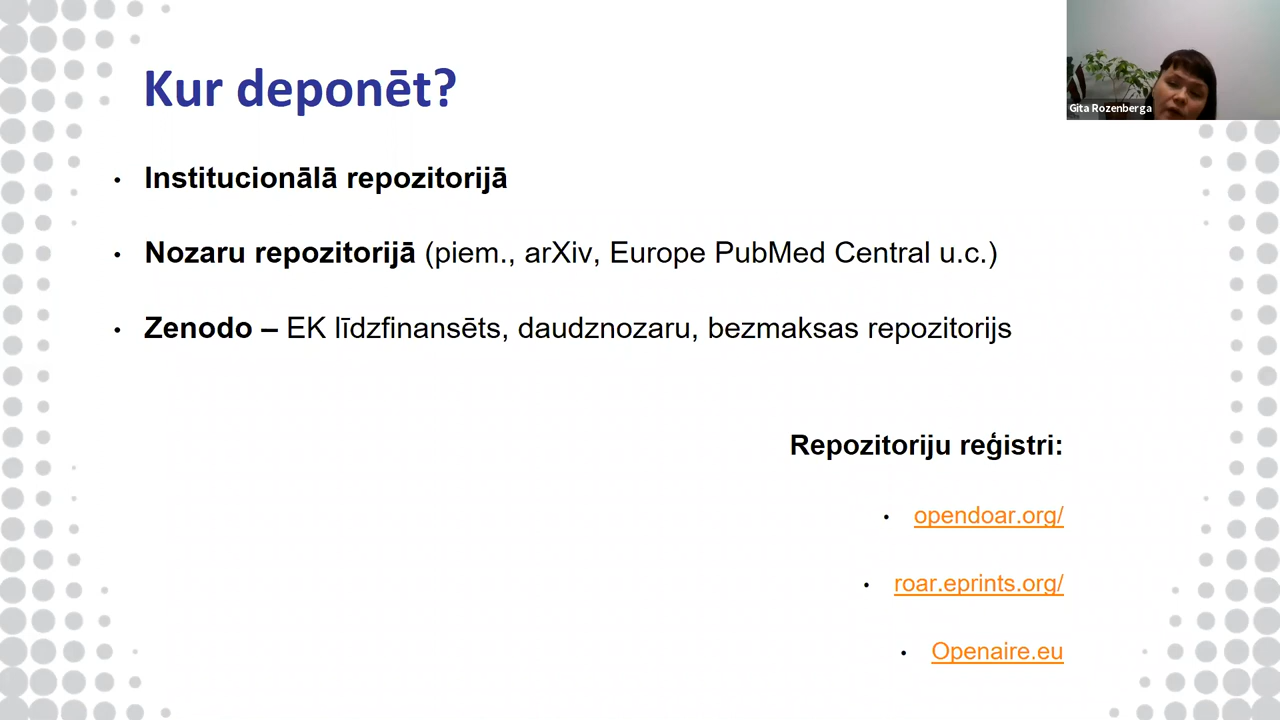 Kur deponēt?
Gita Rozenberga
• Institucionālā repozitorijā
• Nozaru repozitorijā (piem., arXiv, Europe PubMed Central u.c.)
• Zenodo – EK līdzfinansēts, daudznozaru, bezmaksas repozitorijs
Repozitoriju reģistri:
• opendoar.org/
• roar.eprints.org/
• Openaire.eu